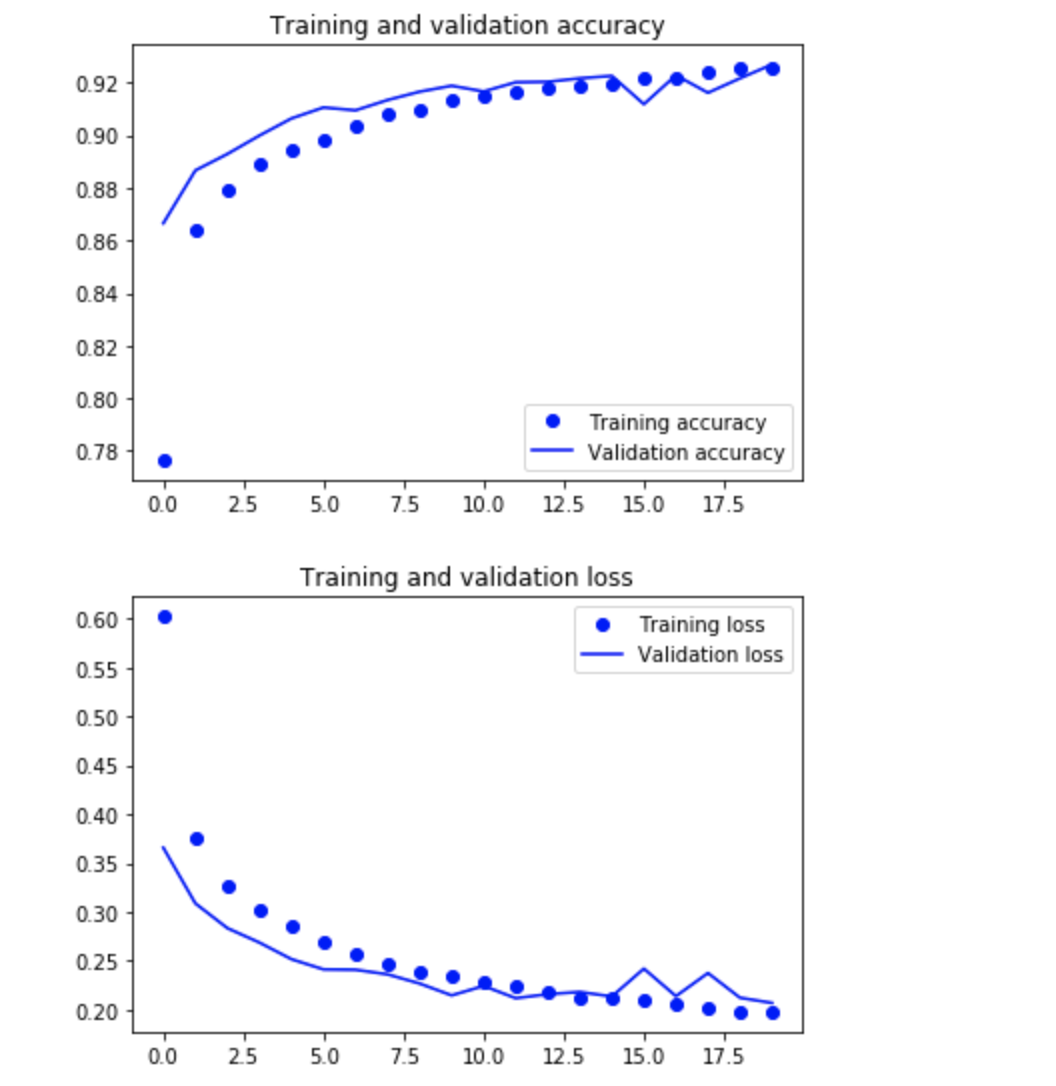 Training and validation accuracy
0.92
0.90
0.88
0.86
0.84
0.82
0.80
0.78
Training accuracy
Validation accuracy
0.0 2.5 5.0 7.5 10.0 12.5 15.0 17.5
Training and validation loss
0.60
0.55
0.50
0.45
0.40
0.35
0.30
0.25
0.20
Training loss
Validation loss
0.0 2.5 5.0 7.5 10.0 12.5 15.0 17.5